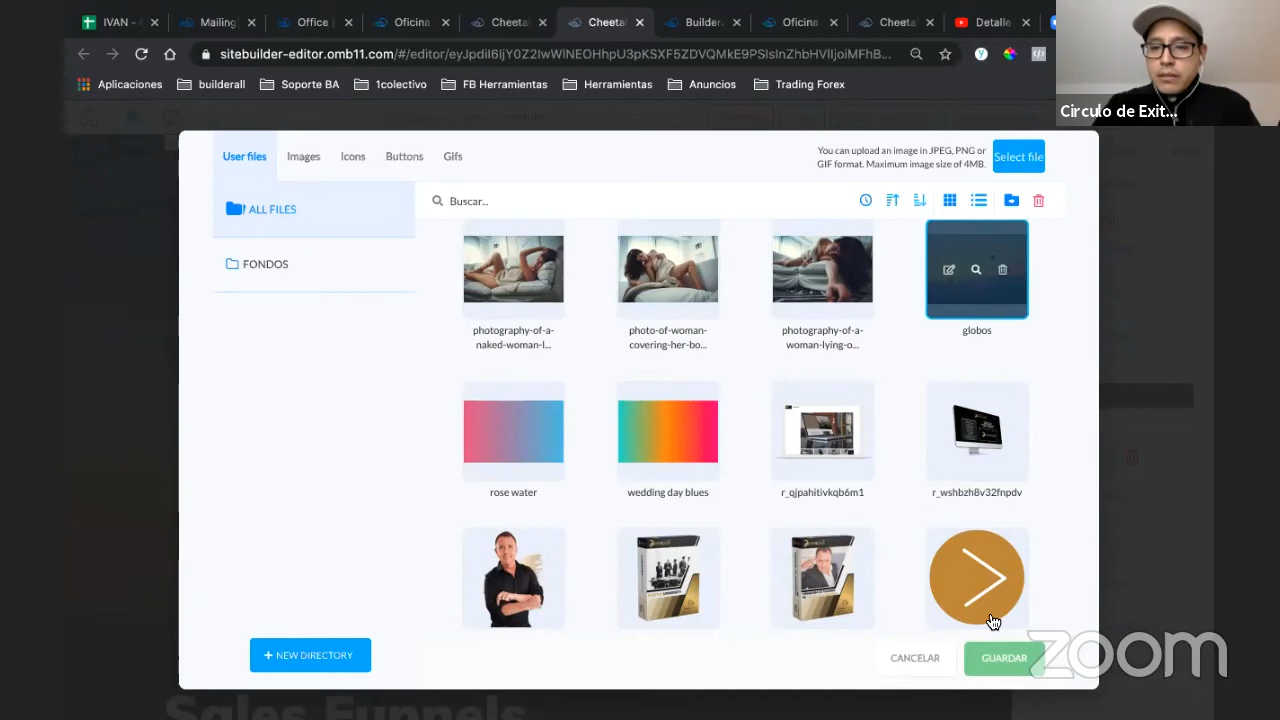 IVAN -
Mailing
Office
Oficina
Cheeta
Cheeta
Builder
Oficina
Cheeta
Detalle
sitebuilder-editor.omb11.com
Aplicaciones
builderall
Soporte BA
1colectivo
FB Herramientas
Herramientas
Anuncios
Trading Forex
Circulo de Exit...
User files
Images
Icons
Buttons
Gifs
You can upload an image in JPEG, PNG or
GIF format. Maximum image size of 4MB.
Select file
ALL FILES
Buscar...
FONDOS
photography-of-a-
naked-woman-l...
photo-of-woman-
covering-her-bo...
photography-of-a-
woman-lying-o...
globos
rose water
wedding day blues
r_qjpahitivkqb6m1
r_wshbzh8v32fnpdv
+ NEW DIRECTORY
CANCELAR
GUARDAR
zoom
Sales Funnels